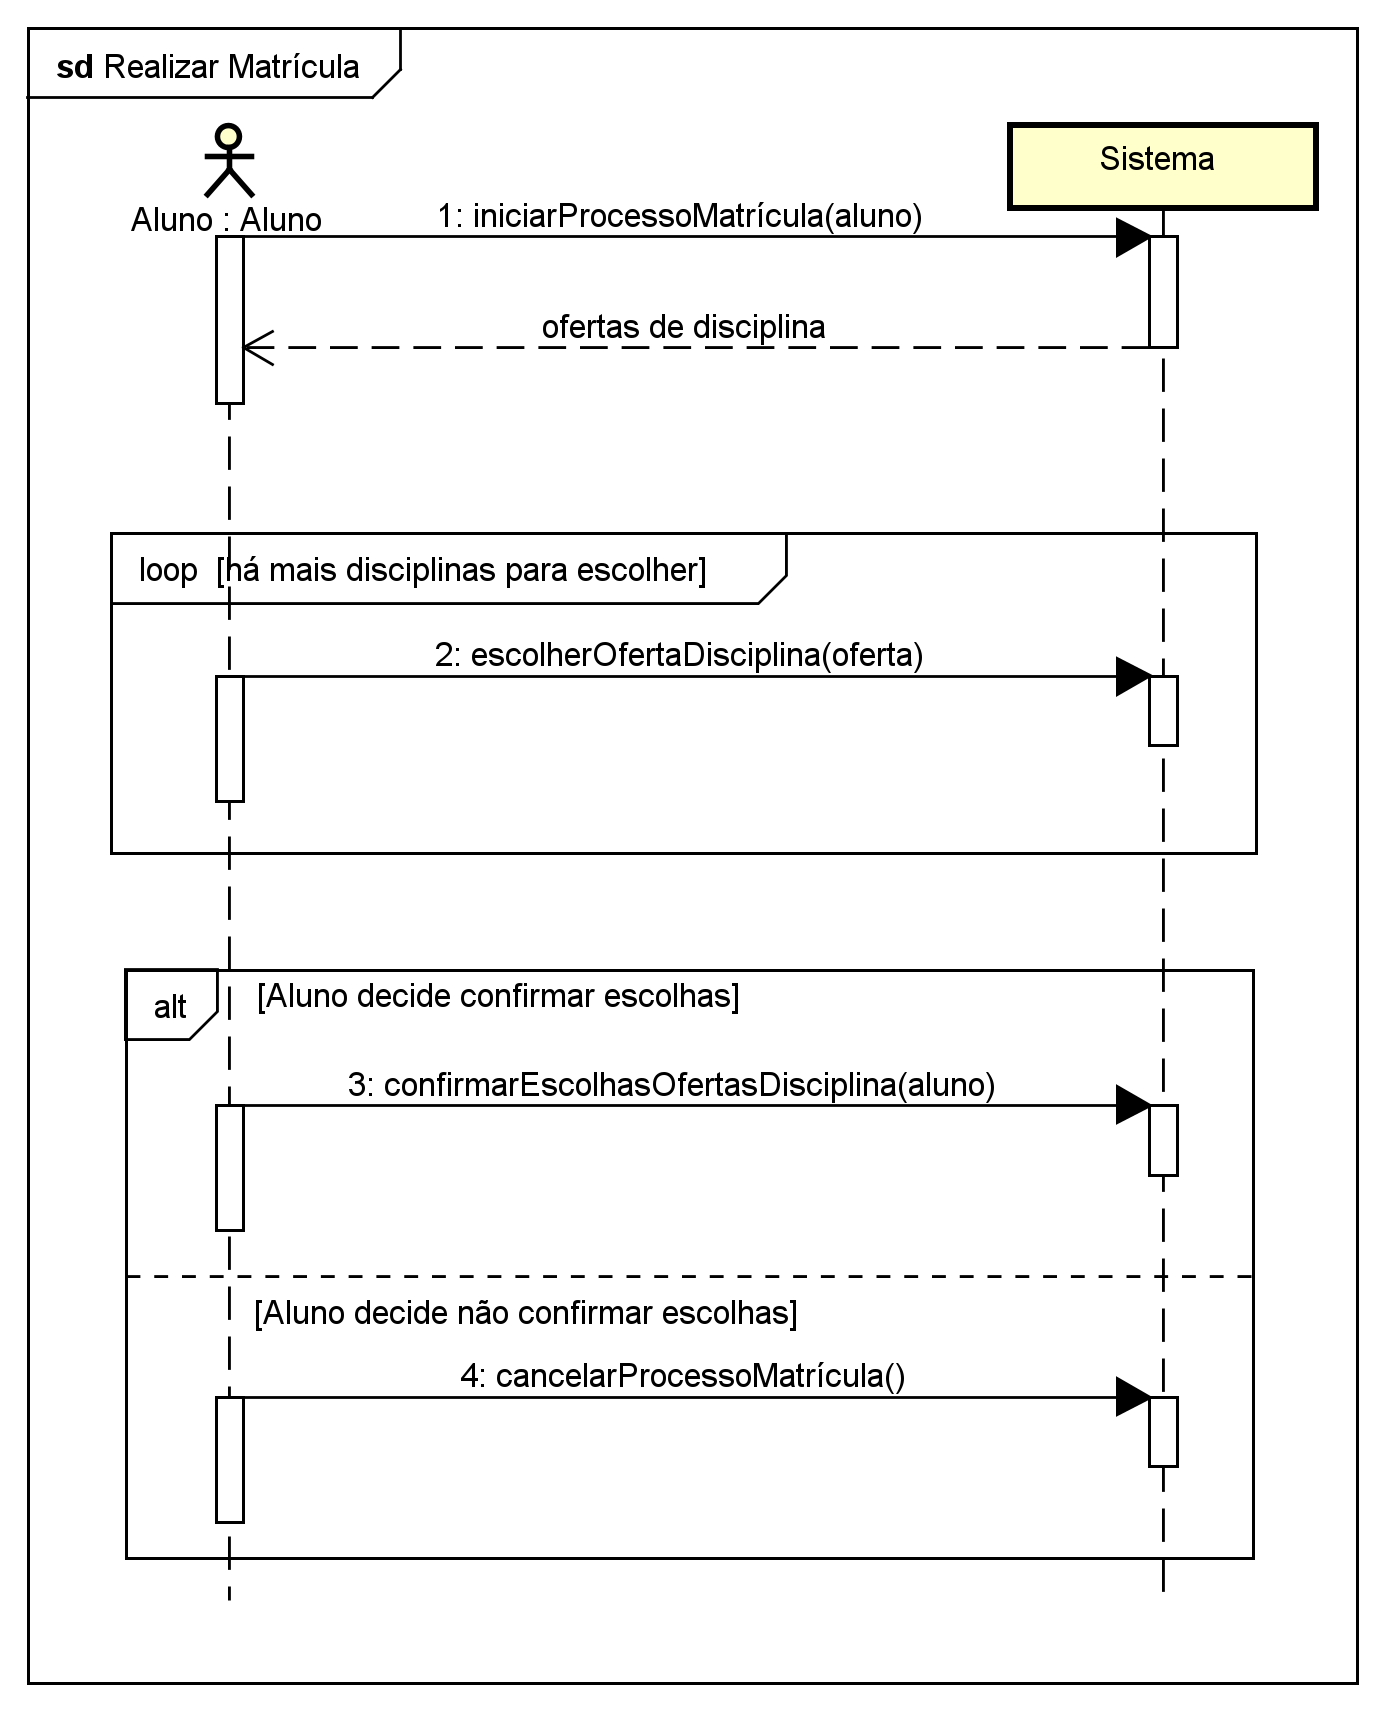 sd Realizar Matrícula
Sistema
Aluno : Aluno
1: iniciarProcessoMatrícula(aluno)
ofertas de disciplina
loop [há mais disciplinas para escolher]
2: escolherOfertaDisciplina(oferta)
alt
[Aluno decide confirmar escolhas]
3: confirmarEscolhasOfertasDisciplina(aluno)
[Aluno decide não confirmar escolhas]
4: cancelarProcessoMatrícula()